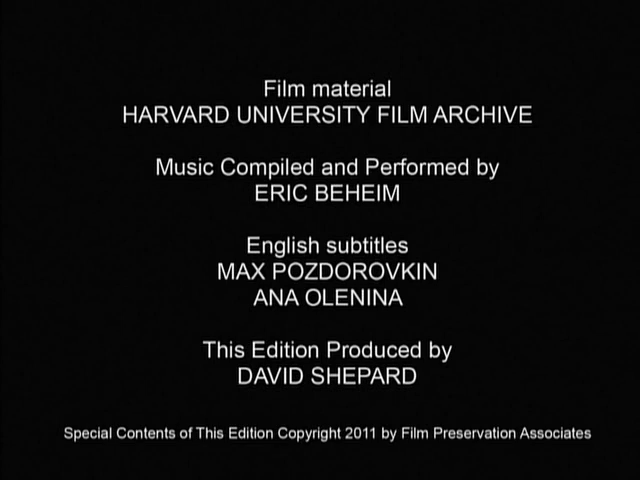 Film material
HARVARD UNIVERSITY FILM ARCHIVE
Music Compiled and Performed by
ERIC BEHEIM
English subtitles
MAX POZDOROVKIN
ANA OLENINA
This Edition Produced by
DAVID SHEPARD
Special Contents of This Edition Copyright 2011 by Film Preservation Associates